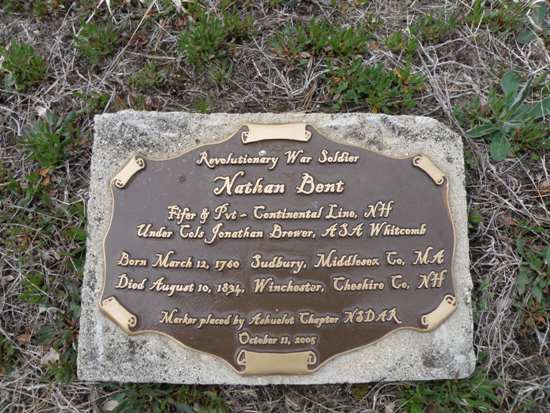 Revolutionary War Soldier
Nathan Bent
Fifer & Pvt - Continental Line, NH
Under Cols Jonathan Brewer, ASA Whitcomb
Born March 12, 1760 Sudbury, Middlesex Co, MA
Died August 10, 1834, Winchester, Cheshire Co, NH
Marker placed by Ashuelot Chapter NSDAR
October 11, 2005